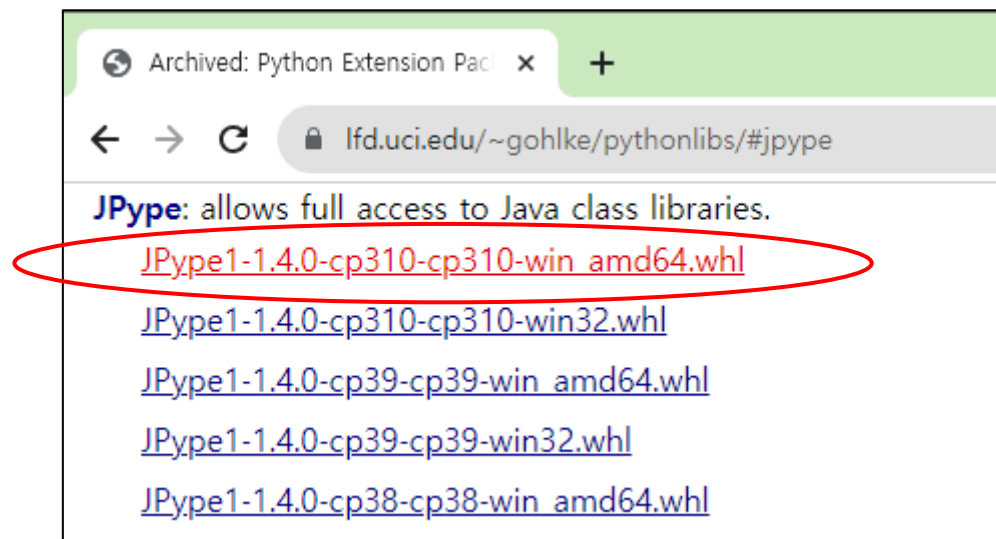 Archived: Python Extension Pac
lfd.uci.edu/~gohlke/pythonlibs/#jpype
JPype: allows full access to Java class libraries.
JPype1-1.4.0-cp310-cp310-win_amd64.whl
JPype1-1.4.0-cp310-cp310-win32.whl
JPype1-1.4.0-cp39-cp39-win_amd64.whl
JPype1-1.4.0-cp39-cp39-win32.whl
JPype1-1.4.0-cp38-cp38-win_amd64.whl